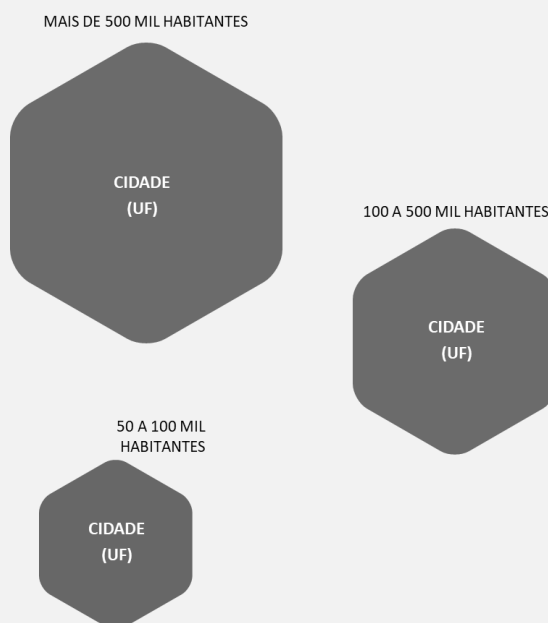 MAIS DE 500 MIL HABITANTES
CIDADE
(UF)
100 A 500 MIL HABITANTES
CIDADE
(UF)
50 A 100 MIL
HABITANTES
CIDADE
(UF)